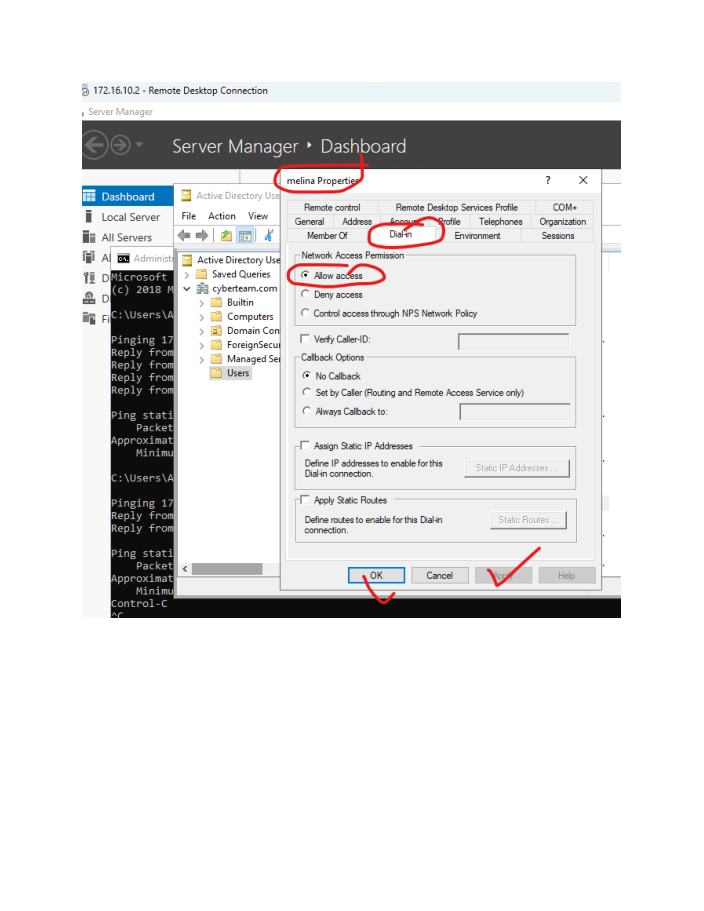 172.16.10.2 - Remote Desktop Connection
Server Manager
Server Manager • Dashboard
melina Properties
? ×
Dashboard
Local Server
All Servers
Active Directory Use
File Action View
Administ
Remote control Remote Desktop Services Profile COM+
General Address Account Profile Telephones Organization
Member Of Dial-in Environment Sessions
Active Directory Use
Saved Queries
cyberteam.com
Builtin
Computers
Domain Con
ForeignSecur
Managed Ser
Users
Network Access Permission
Allow access
Deny access
Control access through NPS Network Policy
Verify Caller-ID:
Callback Options
No Callback
Set by Caller (Routing and Remote Access Service only)
Always Callback to:
Assign Static IP Addresses
Define IP addresses to enable for this
Dial-in connection.
Static IP Addresses ...
Apply Static Routes
Define routes to enable for this Dial-in
connection.
Static Routes ...
OK Cancel Apply Help
Microsoft
(c) 2018 M
C:\Users\A
Pinging 17
Reply from
Reply from
Reply from
Reply from
Ping stati
Packet
Approximat
Minimu
C:\Users\A
Pinging 17
Reply from
Reply from
Ping stati
Packet
Approximat
Minimu
Control-C
^C